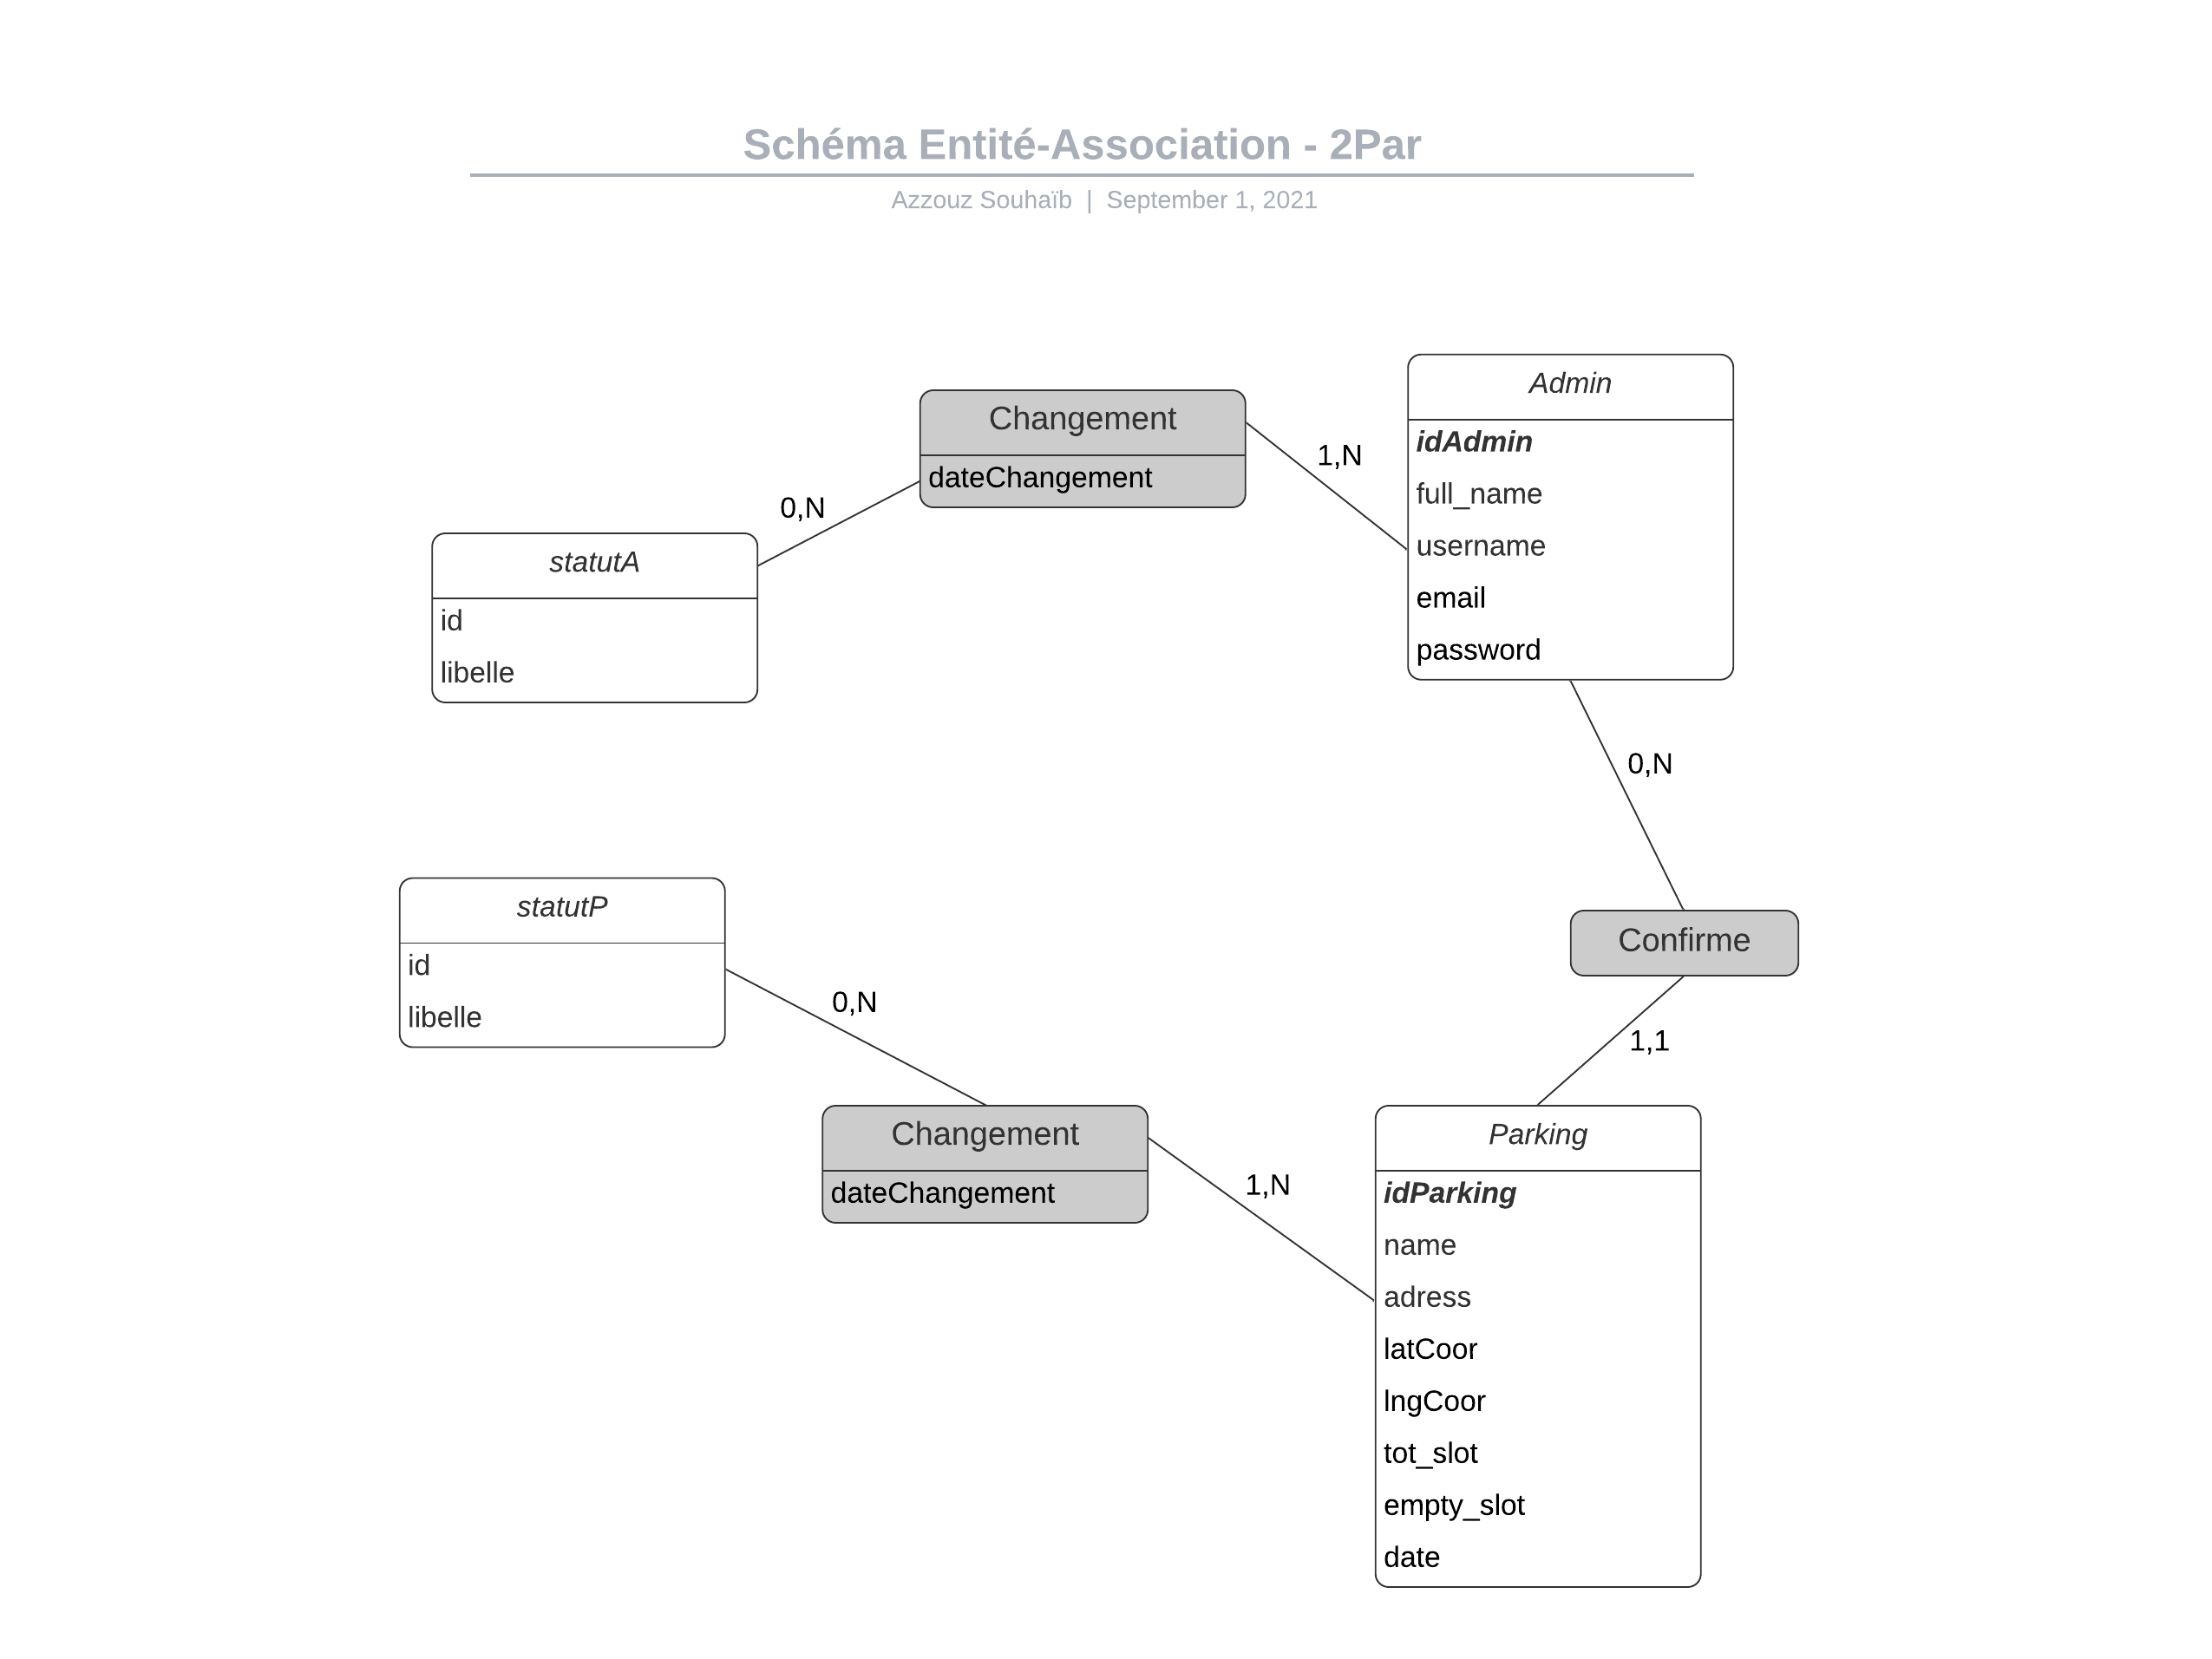 Schéma Entité-Association - 2Par
Azzouz Souhaïb | September 1, 2021
Admin
idAdmin
full_name
username
email
password
Changement
dateChangement
1,N
0,N
statutA
id
libelle
0,N
statutP
id
libelle
0,N
Confirme
1,1
Changement
dateChangement
1,N
Parking
idParking
name
adress
latCoor
lngCoor
tot_slot
empty_slot
date